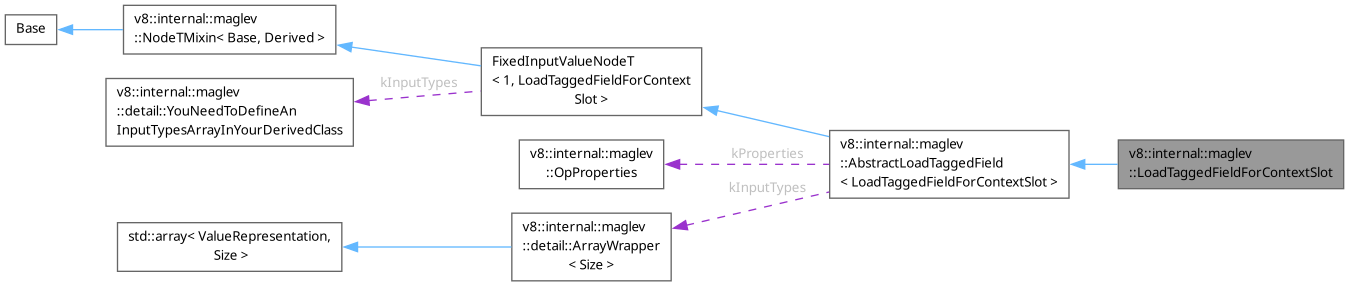 Base
v8::internal::maglev
::NodeTMixin< Base, Derived >
v8::internal::maglev
::detail::YouNeedToDefineAn
InputTypesArrayInYourDerivedClass
kInputTypes
FixedInputValueNodeT
< 1, LoadTaggedFieldForContext
Slot >
v8::internal::maglev
::OpProperties
kProperties
kInputTypes
v8::internal::maglev
::AbstractLoadTaggedField
< LoadTaggedFieldForContextSlot >
v8::internal::maglev
::LoadTaggedFieldForContextSlot
std::array< ValueRepresentation,
Size >
v8::internal::maglev
::detail::ArrayWrapper
< Size >